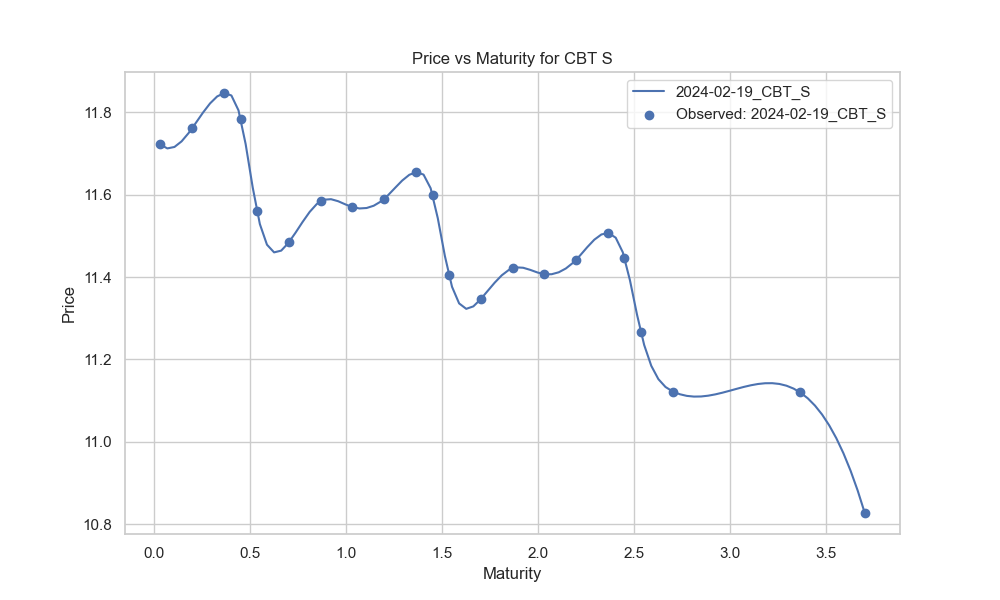 Price vs Maturity for CBT S
2024-02-19_CBT_S
Observed: 2024-02-19_CBT_S
Price
11.8
11.6
11.4
11.2
11.0
10.8
0.0 0.5 1.0 1.5 2.0 2.5 3.0 3.5
Maturity